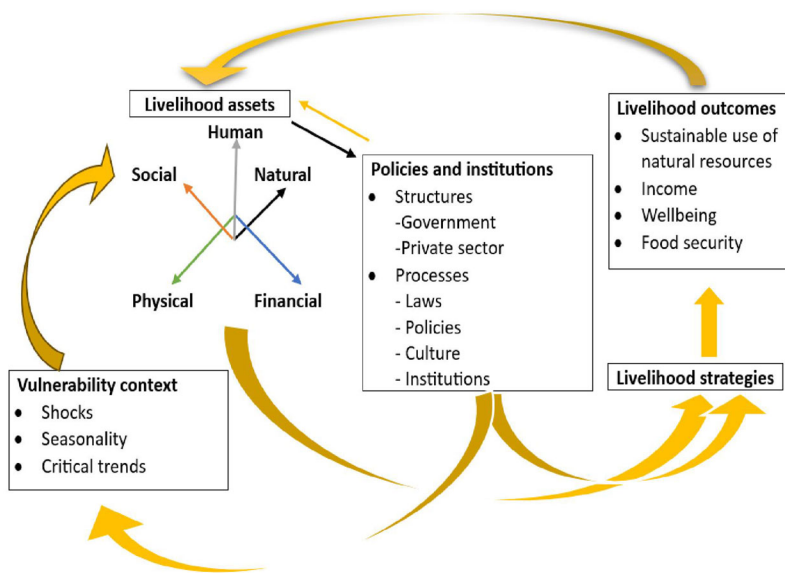 Livelihood assets
Human
Social
Natural
Physical
Financial
Policies and institutions
● Structures
-Government
-Private sector
● Processes
- Laws
- Policies
- Culture
- Institutions
Livelihood outcomes
● Sustainable use of
natural resources
● Income
● Wellbeing
● Food security
Livelihood strategies
Vulnerability context
● Shocks
● Seasonality
● Critical trends